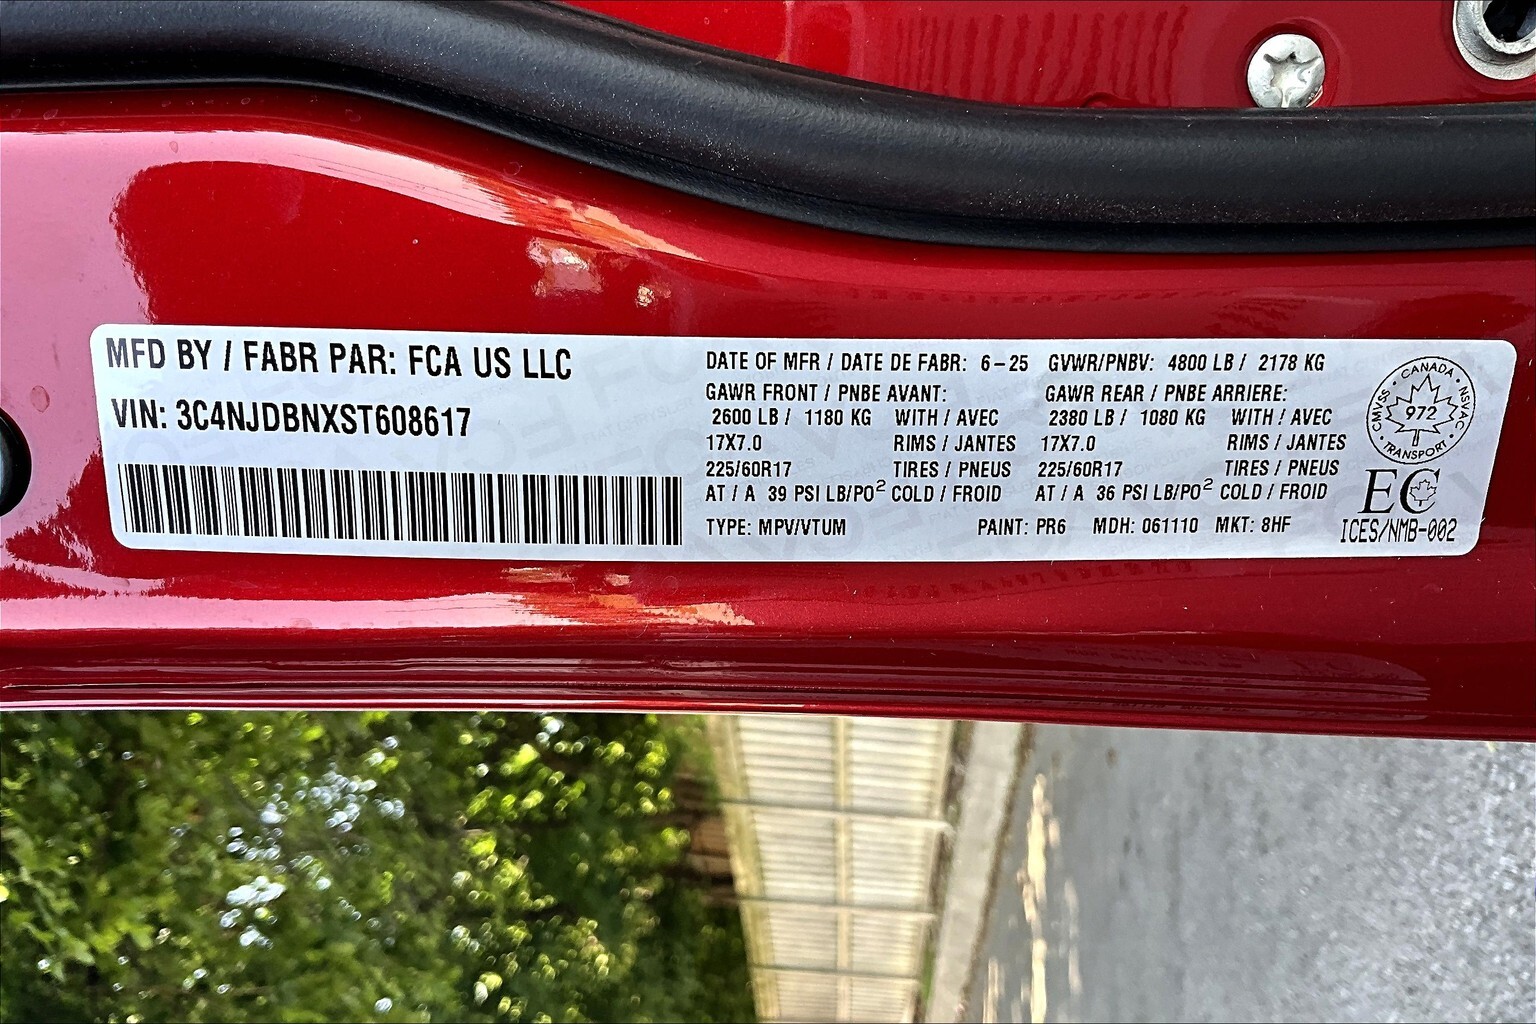 MFD BY / FABR PAR: FCA US LLC
VIN: 3C4NJDBNXST608617
DATE OF MFR / DATE DE FABR: 6-25 GVWR/PNBV: 4800 LB / 2178 KG
GAWR FRONT / PNBE AVANT: GAWR REAR / PNBE ARRIERE:
2600 LB / 1180 KG WITH / AVEC 2380 LB / 1080 KG WITH / AVEC
17X7.0 RIMS / JANTES 17X7.0 RIMS / JANTES
225/60R17 TIRES / PNEUS 225/60R17 TIRES / PNEUS
AT / A 39 PSI LB/PO² COLD / FROID AT / A 36 PSI LB/PO² COLD / FROID
TYPE: MPV/VTUM PAINT: PR6 MDH: 061110 MKT: 8HF
CANADA
CMVSS 972 NSVAC
TRANSPORT
EC
ICES/NMB-002